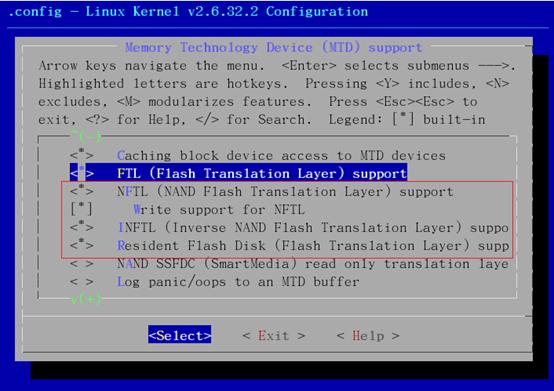 .config - Linux Kernel v2.6.32.2 Configuration
Memory Technology Device (MTD) support
Arrow keys navigate the menu.  <Enter> selects submenus --->.
Highlighted letters are hotkeys.  Pressing <Y> includes, <N>
excludes, <M> modularizes features.  Press <Esc><Esc> to
exit, <?> for Help, </> for Search.  Legend: [*] built-in
^(-)
<*>   Caching block device access to MTD devices
<*>   FTL (Flash Translation Layer) support
<*>   NFTL (NAND Flash Translation Layer) support
[*]     Write support for NFTL
<*>   INFTL (Inverse NAND Flash Translation Layer) suppo
<*>   Resident Flash Disk (Flash Translation Layer) supp
< >   NAND SSFDC (SmartMedia) read only translation laye
< >   Log panic/oops to an MTD buffer
v(+)
<Select>    < Exit >    < Help >